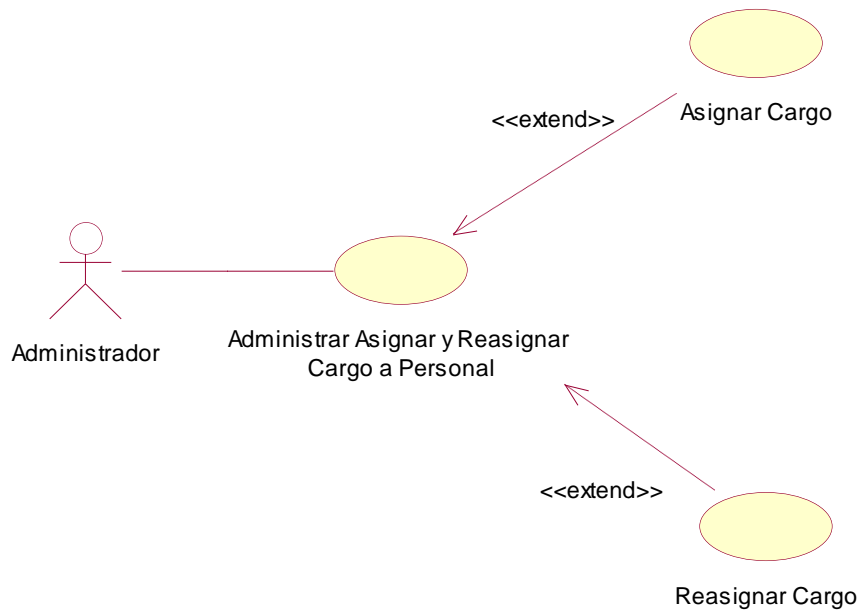 Asignar Cargo
<<extend>>
Administrador
Administrar Asignar y Reasignar
Cargo a Personal
<<extend>>
Reasignar Cargo